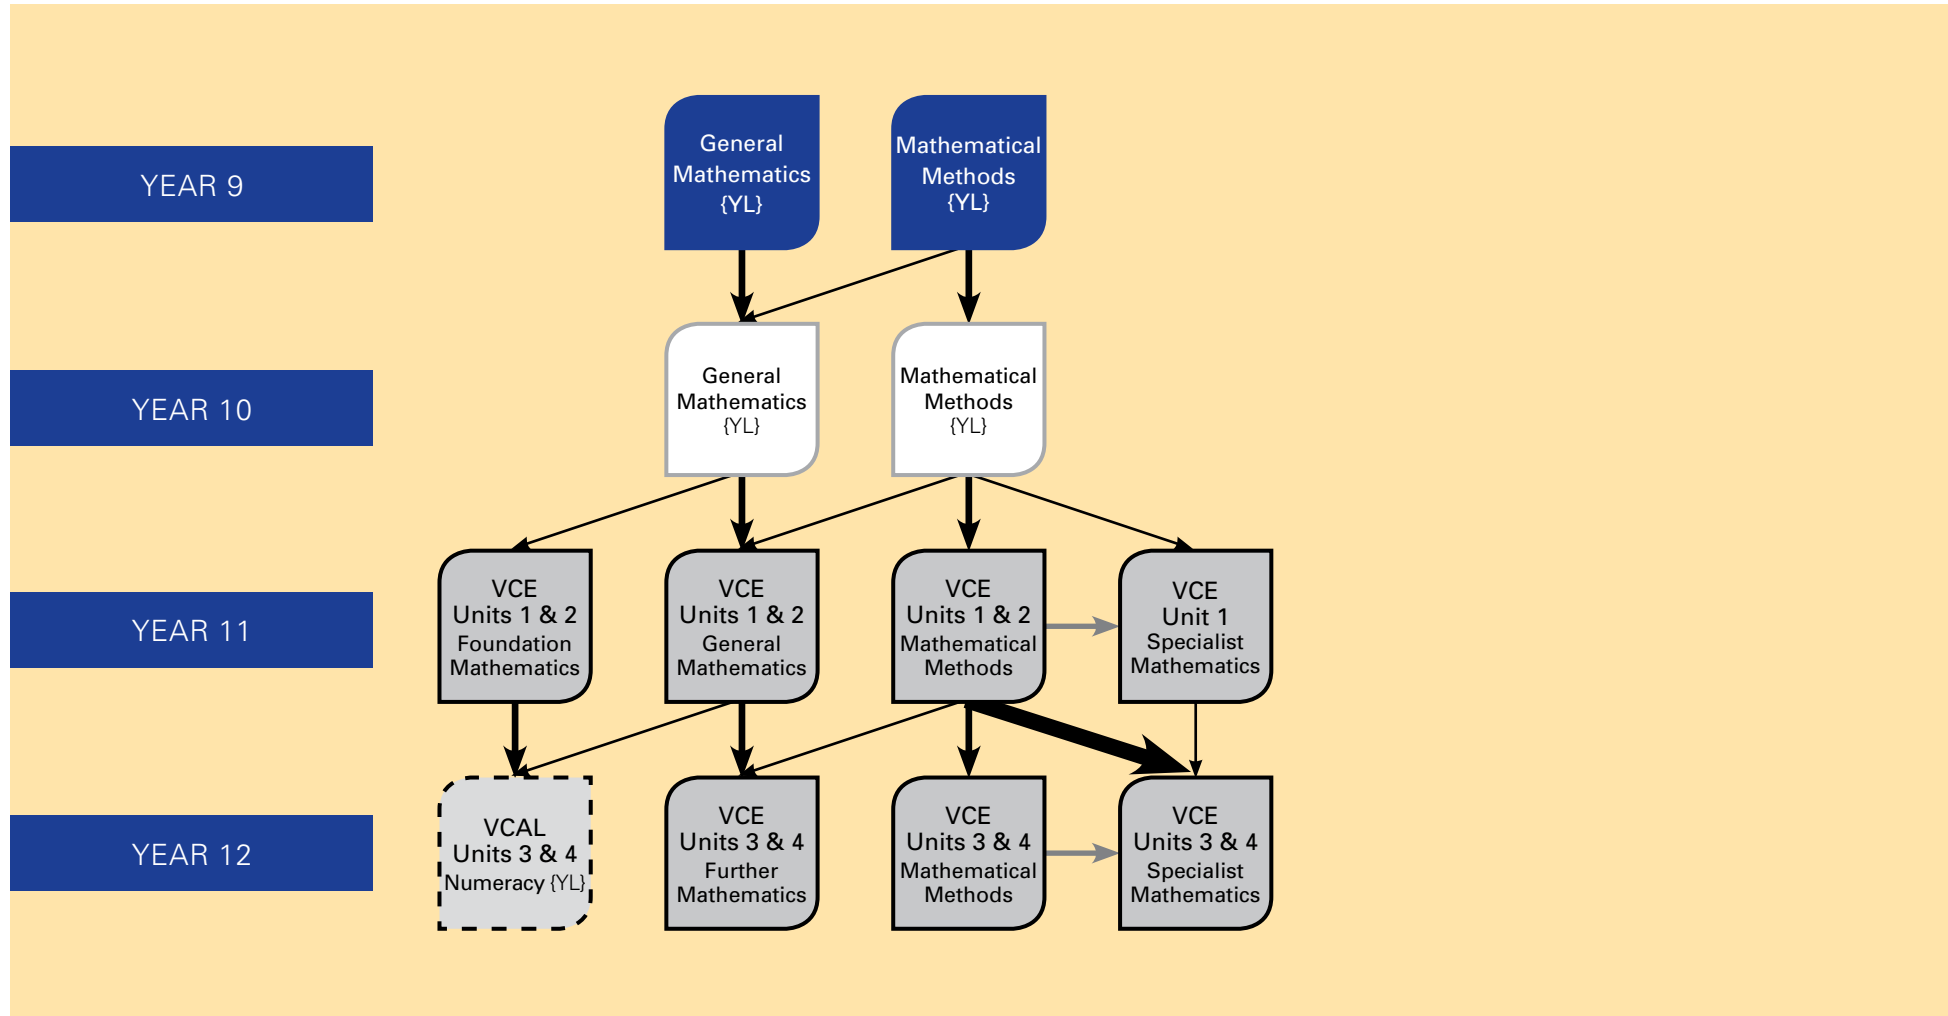 YEAR 9
General
Mathematics
{YL}
Mathematical
Methods
{YL}
YEAR 10
General
Mathematics
{YL}
Mathematical
Methods
{YL}
YEAR 11
VCE
Units 1 & 2
Foundation
Mathematics
VCE
Units 1 & 2
General
Mathematics
VCE
Units 1 & 2
Mathematical
Methods
VCE
Unit 1
Specialist
Mathematics
YEAR 12
VCAL
Units 3 & 4
Numeracy {YL}
VCE
Units 3 & 4
Further
Mathematics
VCE
Units 3 & 4
Mathematical
Methods
VCE
Units 3 & 4
Specialist
Mathematics